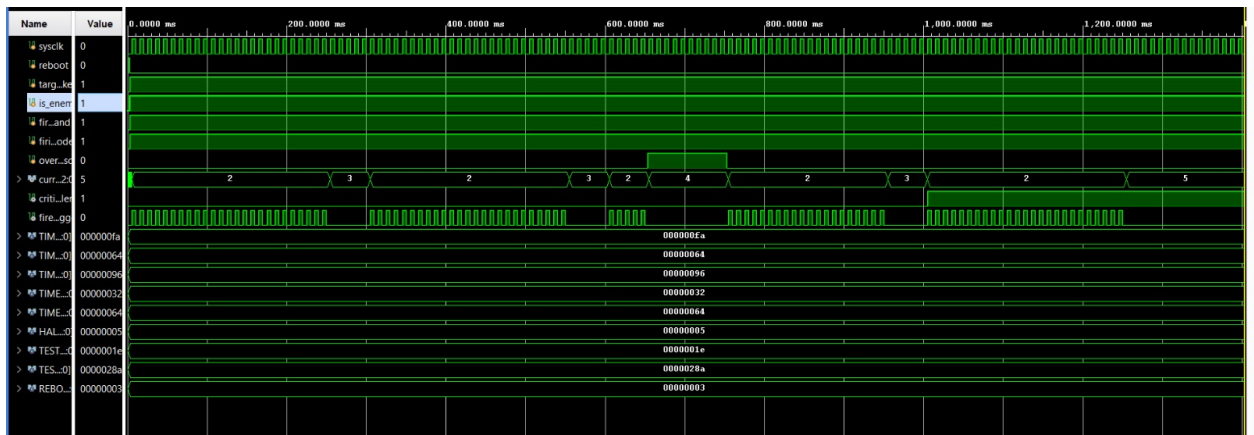 Name Value 0.0000 ms 200.0000 ms 400.0000 ms 600.0000 ms 800.0000 ms 1,000.0000 ms 1,200.0000 ms
sysclk 0
reboot 0
targ...ke 1
is_enem 1
fir...and 1
firi...ode 1
over...sc 0
> curr...2:0 5 2 3 2 3 2 4 2 3 2 5
criti...ler 1
fire...gg 0
> TIM...:0] 000000fa 000000fa
> TIM...:0] 00000064 00000064
> TIM...:0] 00000096 00000096
> TIME...:0 00000032 00000032
> TIME...:0 00000064 00000064
> HAL...:0] 00000005 00000005
> TEST...:0 0000001e 0000001e
> TES...:0] 0000028a 0000028a
> REBO...: 00000003 00000003